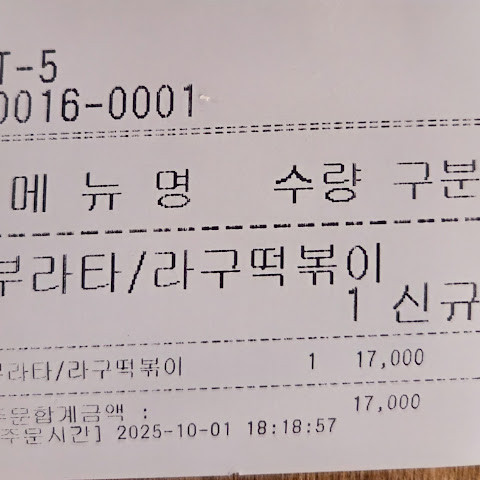 T-5
0016-0001
메 뉴 명 수량 구분
부라타/라구떡볶이
1 신규
부라타/라구떡볶이 1 17,000
주문합계금액 : 17,000
[주문시간] 2025-10-01 18:18:57